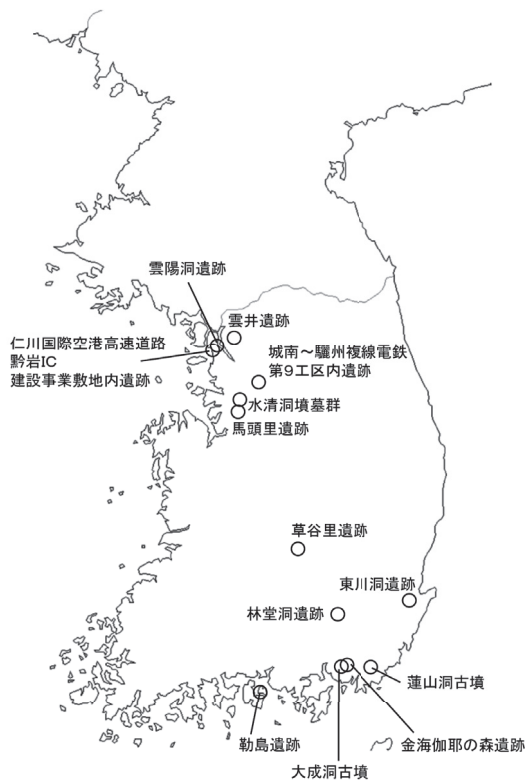 雲陽洞遺跡
雲井遺跡
仁川国際空港高速道路
黔岩IC
建設事業敷地内遺跡
城南～驪州複線電鉄
第9工区内遺跡
水清洞墳墓群
馬頭里遺跡
草谷里遺跡
東川洞遺跡
林堂洞遺跡
蓮山洞古墳
勒島遺跡
金海伽耶の森遺跡
大成洞古墳